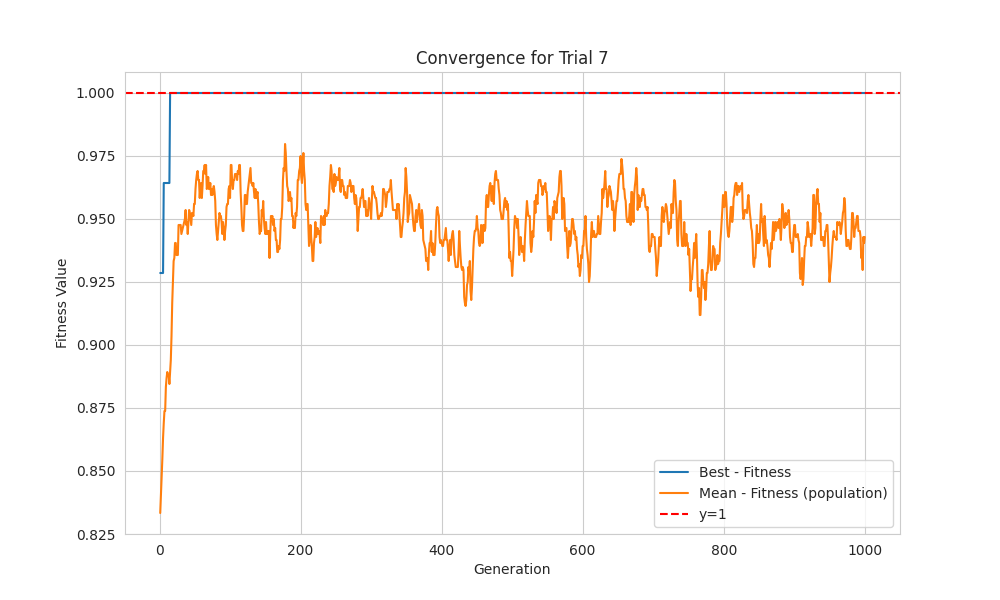 Convergence for Trial 7
Fitness Value
1.000
0.975
0.950
0.925
0.900
0.875
0.850
0.825
0 200 400 600 800 1000
Generation
Best - Fitness
Mean - Fitness (population)
y=1